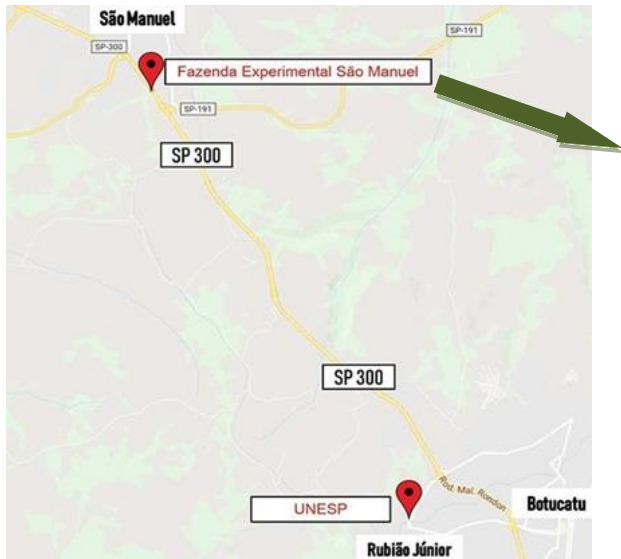 São Manuel
SP-300
SP-191
Fazenda Experimental São Manuel
SP-191
SP 300
SP 300
Rod. Mal. Rondon
UNESP
Botucatu
Rubião Júnior